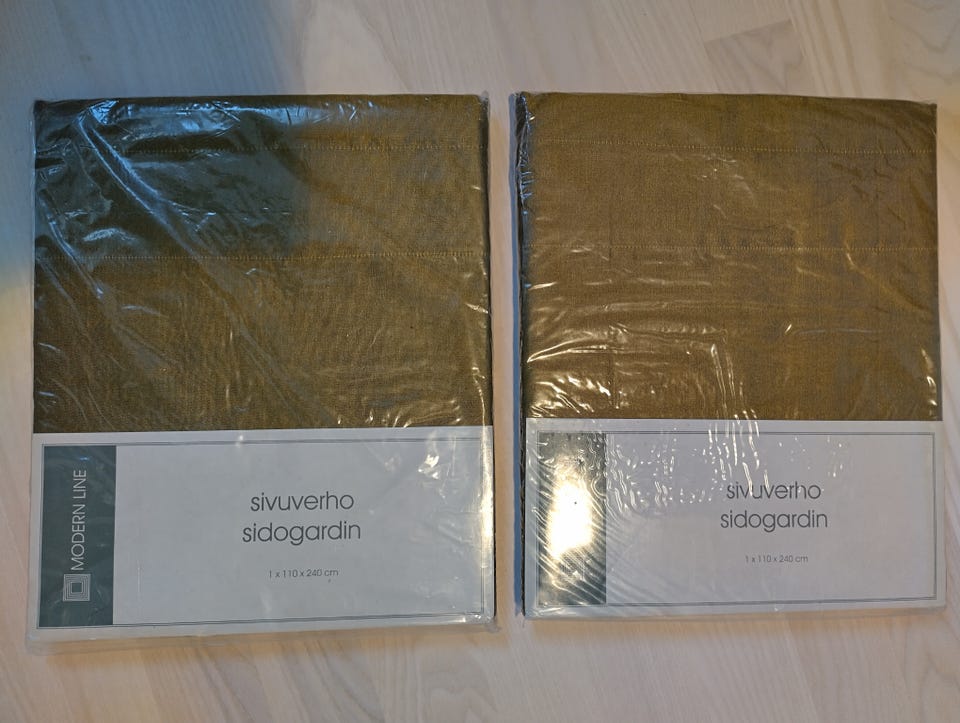 MODERN LINE
sivuverho
sidogardin
1 x 110 x 240 cm
sivuverho
sidogardin
1 x 110 x 240 cm